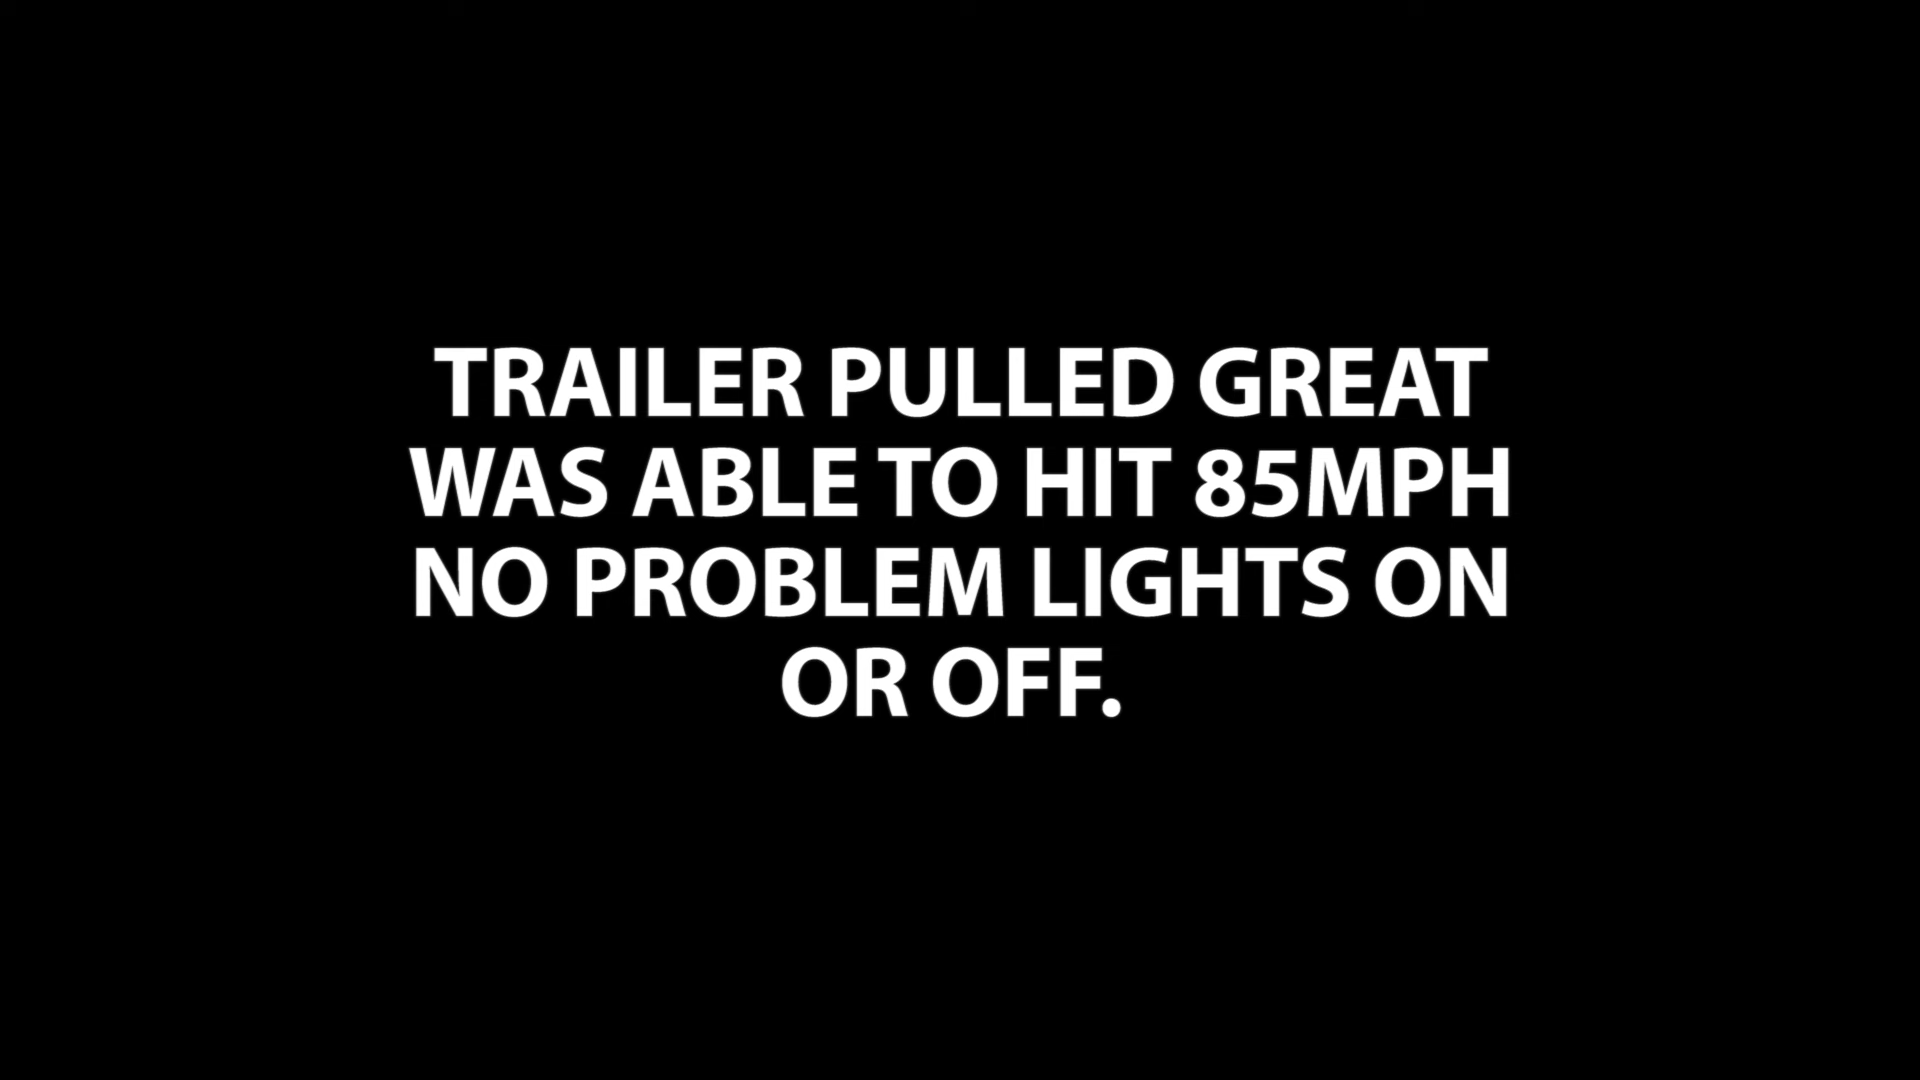 TRAILER PULLED GREAT
WAS ABLE TO HIT 85MPH
NO PROBLEM LIGHTS ON
OR OFF.